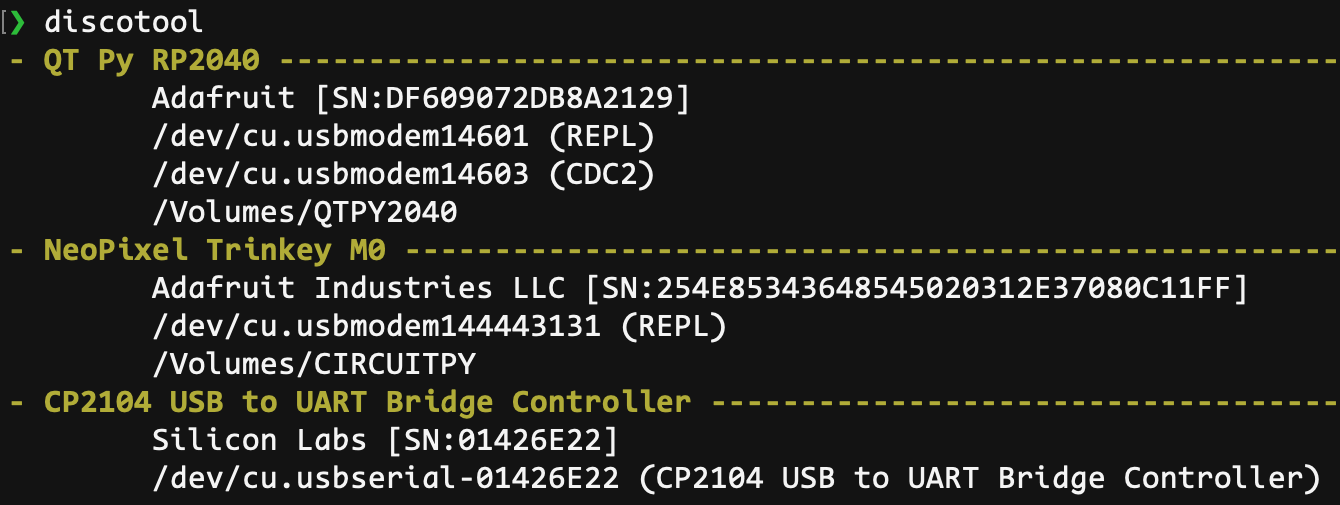 [❯ discotool
- QT Py RP2040 -----------------------------------------------------------
Adafruit [SN:DF609072DB8A2129]
/dev/cu.usbmodem14601 (REPL)
/dev/cu.usbmodem14603 (CDC2)
/Volumes/QTPY2040
- NeoPixel Trinkey M0 ----------------------------------------------------
Adafruit Industries LLC [SN:254E85343648545020312E37080C11FF]
/dev/cu.usbmodem144443131 (REPL)
/Volumes/CIRCUITPY
- CP2104 USB to UART Bridge Controller -----------------------------------
Silicon Labs [SN:01426E22]
/dev/cu.usbserial-01426E22 (CP2104 USB to UART Bridge Controller)